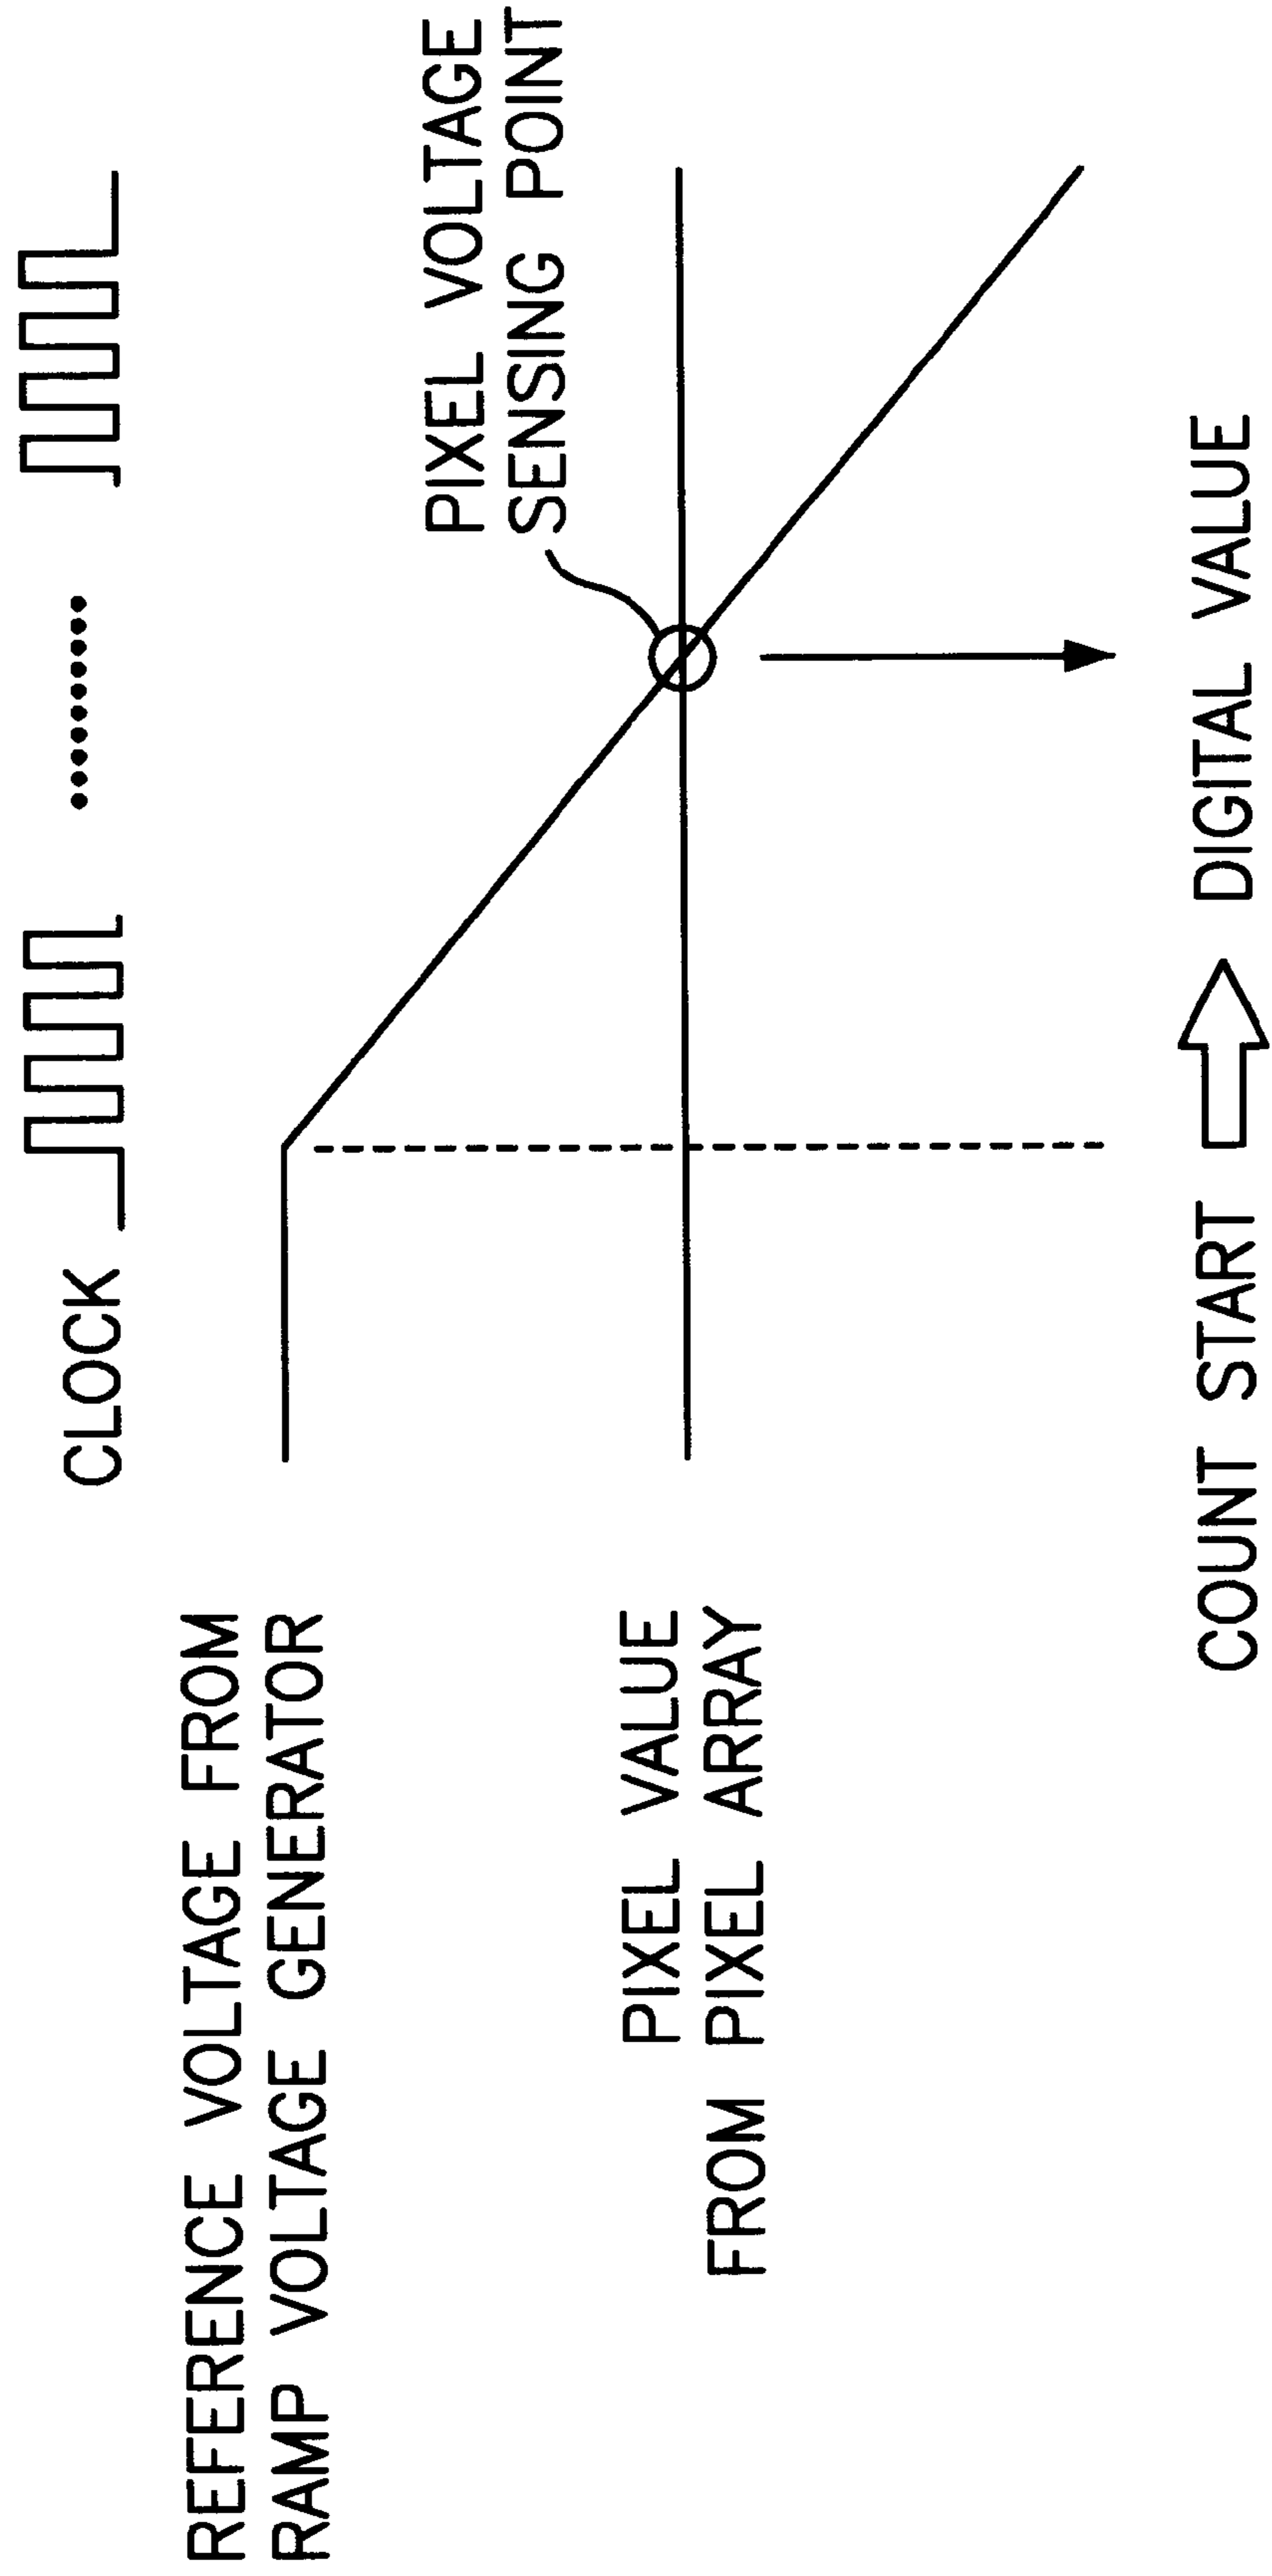 CLOCK
REFERENCE VOLTAGE FROM
RAMP VOLTAGE GENERATOR
PIXEL VOLTAGE
SENSING POINT
PIXEL VALUE
FROM PIXEL ARRAY
COUNT START DIGITAL VALUE